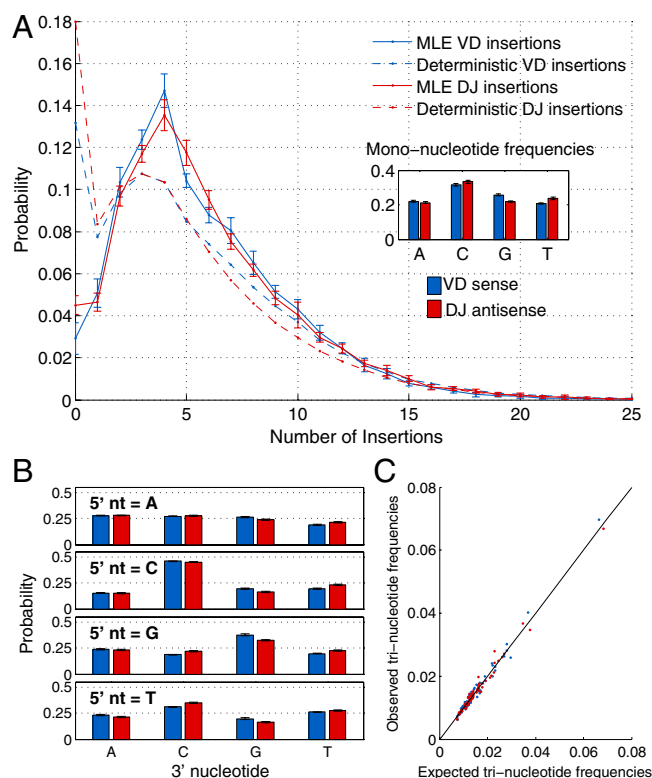 A
MLE VD insertions
Deterministic VD insertions
MLE DJ insertions
Deterministic DJ insertions
Mono−nucleotide frequencies
0.4
0.2
0
A C G T
VD sense
DJ antisense
Probability
0.18
0.16
0.14
0.12
0.1
0.08
0.06
0.04
0.02
0
0 5 10 15 20 25
Number of Insertions
B
Probability
0.5
0.25
0
5' nt = A
0.5
0.25
0
5' nt = C
0.5
0.25
0
5' nt = G
0.5
0.25
0
5' nt = T
A C G T
3' nucleotide
C
Observed tri-nucleotide frequencies
0.08
0.06
0.04
0.02
0
0 0.02 0.04 0.06 0.08
Expected tri-nucleotide frequencies